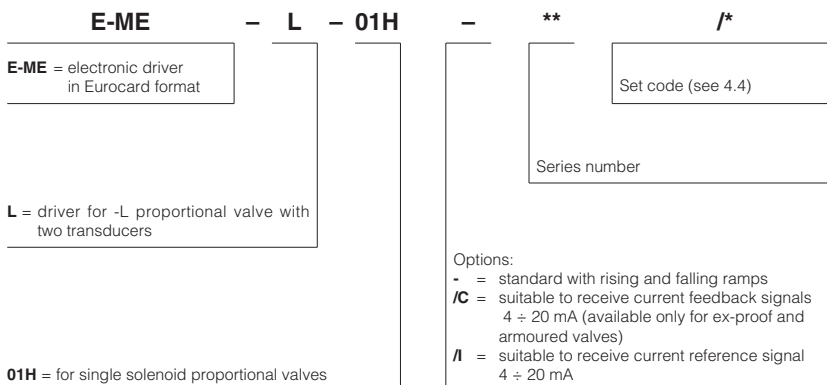 E-ME – L – 01H – ** /*
E-ME = electronic driver
in Eurocard format
Set code (see 4.4)
Series number
L = driver for -L proportional valve with
two transducers
Options:
- = standard with rising and falling ramps
/C = suitable to receive current feedback signals
4 ÷ 20 mA (available only for ex-proof and
armoured valves)
/I = suitable to receive current reference signal
4 ÷ 20 mA
01H = for single solenoid proportional valves